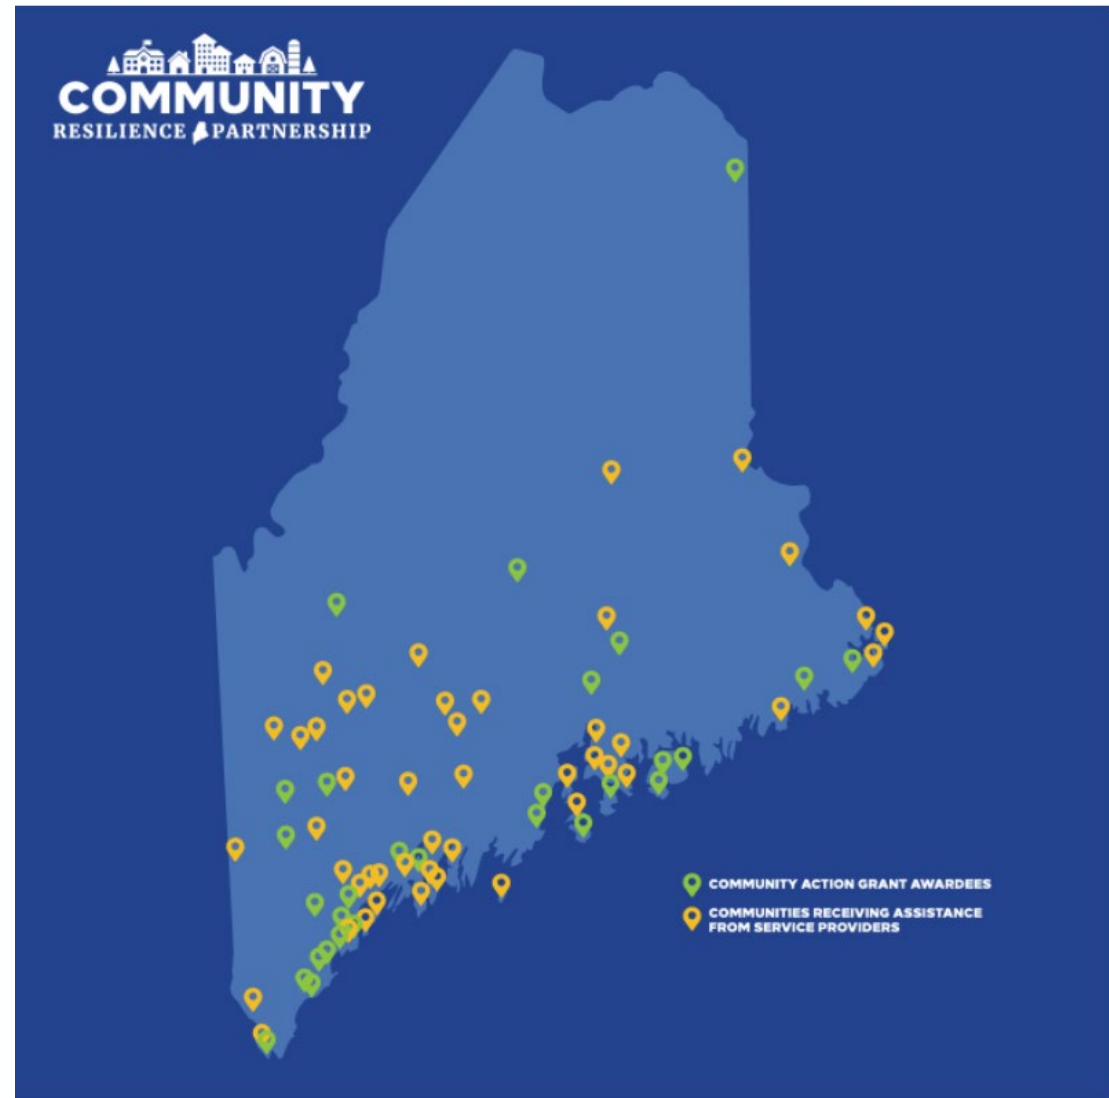 COMMUNITY
RESILIENCE PARTNERSHIP
COMMUNITY ACTION GRANT AWARDEES
COMMUNITIES RECEIVING ASSISTANCE
FROM SERVICE PROVIDERS